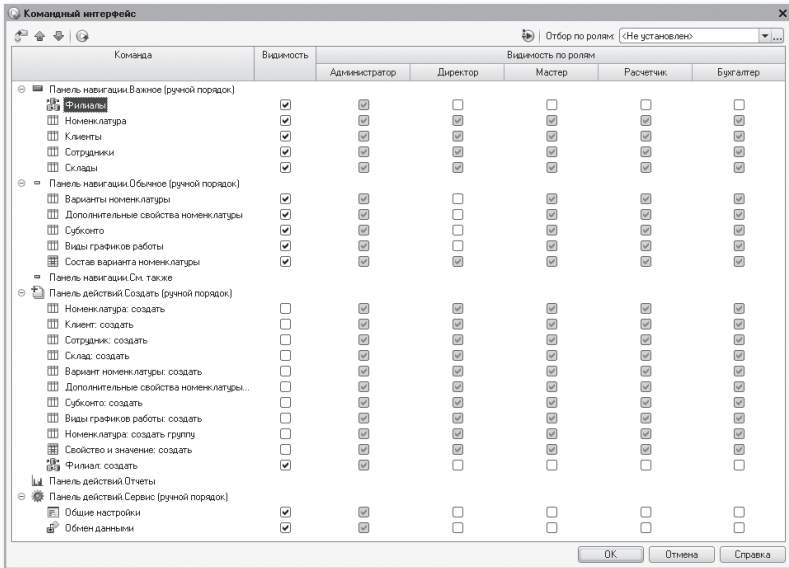 Командный интерфейс
Отбор по ролям: <Не установлен>
Команда Видимость Видимость по ролям
Администратор Директор Мастер Расчетчик Бухгалтер
Панель навигации.Важное (ручной порядок)
Филиалы
Номенклатура
Клиенты
Сотрудники
Склады
Панель навигации.Обычное (ручной порядок)
Варианты номенклатуры
Дополнительные свойства номенклатуры
Субконто
Виды графиков работы
Состав варианта номенклатуры
Панель навигации.См. также
Панель действий.Создать (ручной порядок)
Номенклатура: создать
Клиент: создать
Сотрудник: создать
Склад: создать
Вариант номенклатуры: создать
Дополнительные свойства номенклатуры...
Субконто: создать
Виды графиков работы: создать
Номенклатура: создать группу
Свойство и значение: создать
Филиал: создать
Панель действий.Отчеты
Панель действий.Сервис (ручной порядок)
Общие настройки
Обмен данными
OK Отмена Справка